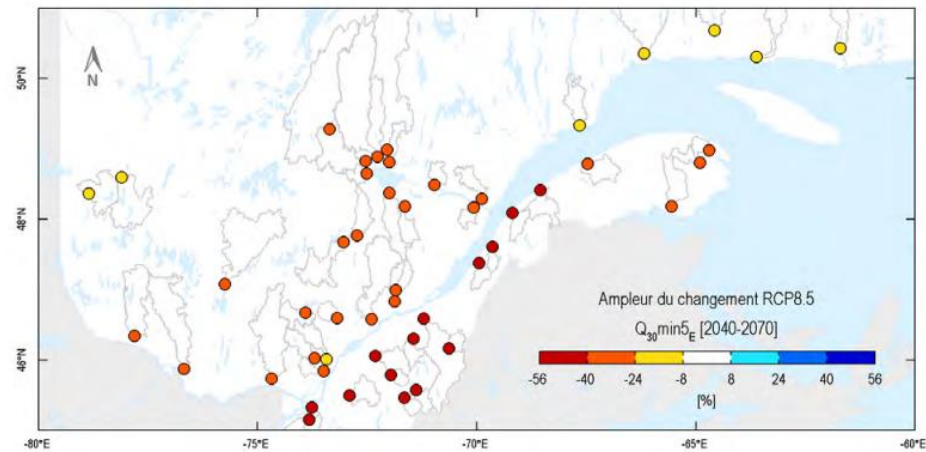 50°N
48°N
46°N
N
Ampleur du changement RCP8.5
Q30min5E [2040-2070]
-56 -40 -24 -8 8 24 40 56
[%]
-80°E -75°E -70°E -65°E -60°E